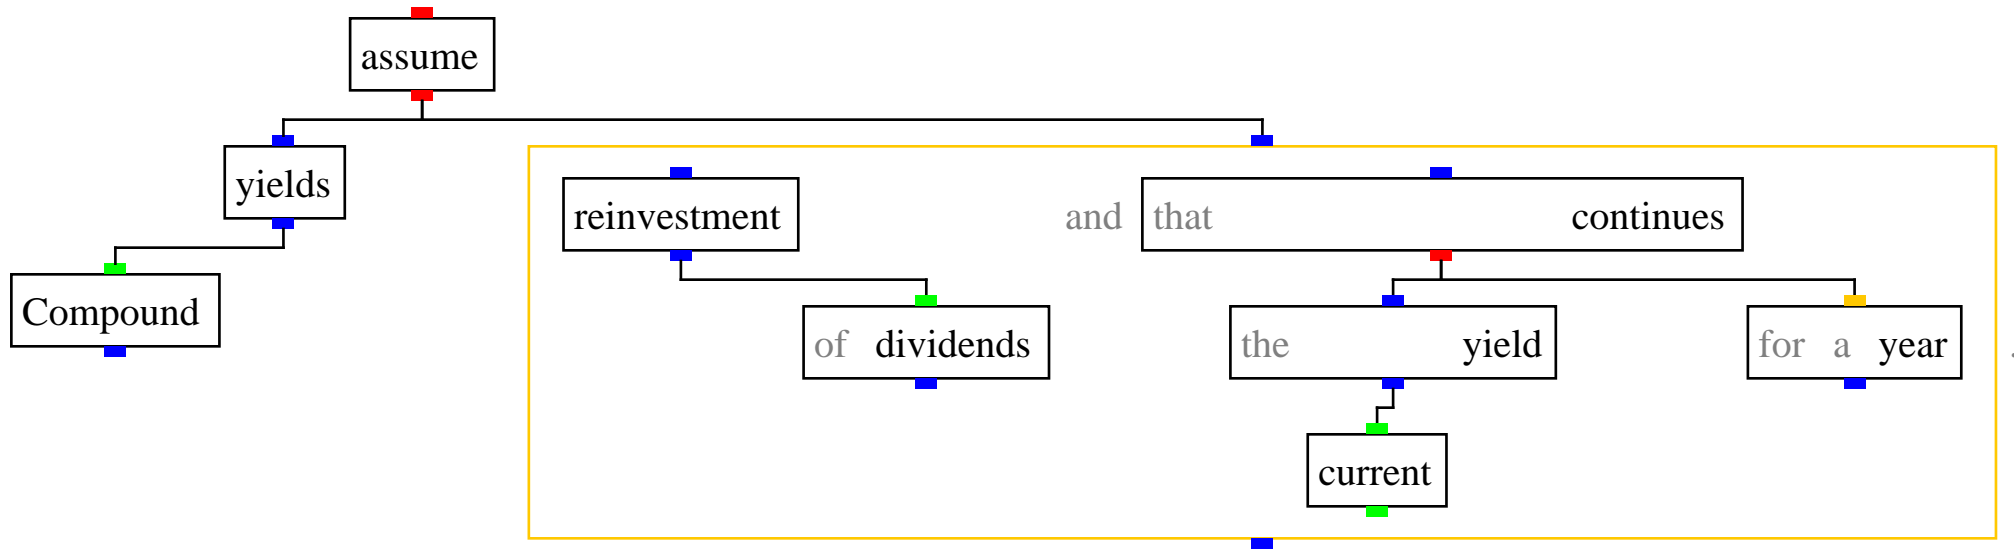 assume
yields
reinvestment and that continues
Compound
of dividends the yield for a year .
current